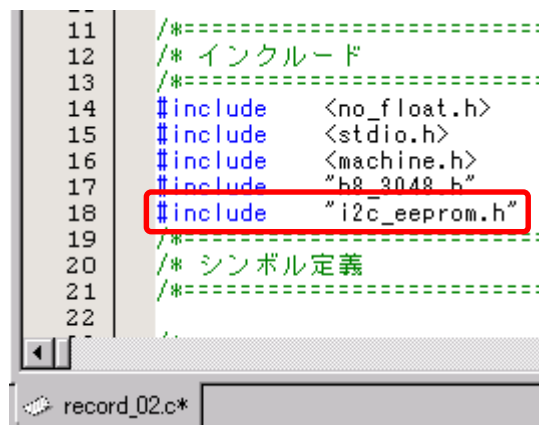 11 /*==========================
12 /* インクルード
13 /*==========================
14 #include <no_float.h>
15 #include <stdio.h>
16 #include <machine.h>
17 #include "h8_3048.h"
18 #include "i2c_eeprom.h"
19 /*==========================
20 /* シンボル定義
21 /*==========================
22
record_02.c*